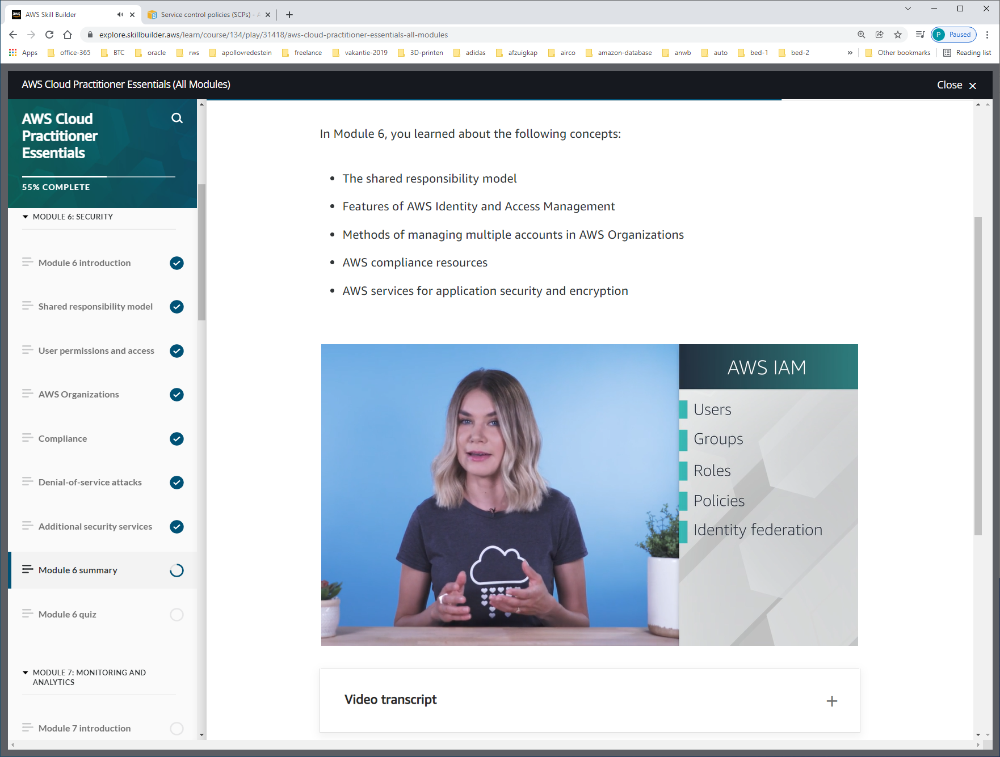 AWS Skill Builder
Service control policies (SCPs) -
explore.skillbuilder.aws/learn/course/134/play/31418/aws-cloud-practitioner-essentials-all-modules
P Paused
Apps office-365 BTC oracle rws apollovredestein freelance vakantie-2019 3D-printen adidas afzuigkap airco amazon-database anwb auto bed-1 bed-2 » Other bookmarks Reading list
AWS Cloud Practitioner Essentials (All Modules)
Close
AWS Cloud
Practitioner
Essentials
55% COMPLETE
MODULE 6: SECURITY
Module 6 introduction
Shared responsibility model
User permissions and access
AWS Organizations
Compliance
Denial-of-service attacks
Additional security services
Module 6 summary
Module 6 quiz
MODULE 7: MONITORING AND
ANALYTICS
Module 7 introduction
In Module 6, you learned about the following concepts:
• The shared responsibility model
• Features of AWS Identity and Access Management
• Methods of managing multiple accounts in AWS Organizations
• AWS compliance resources
• AWS services for application security and encryption
AWS IAM
Users
Groups
Roles
Policies
Identity federation
Video transcript